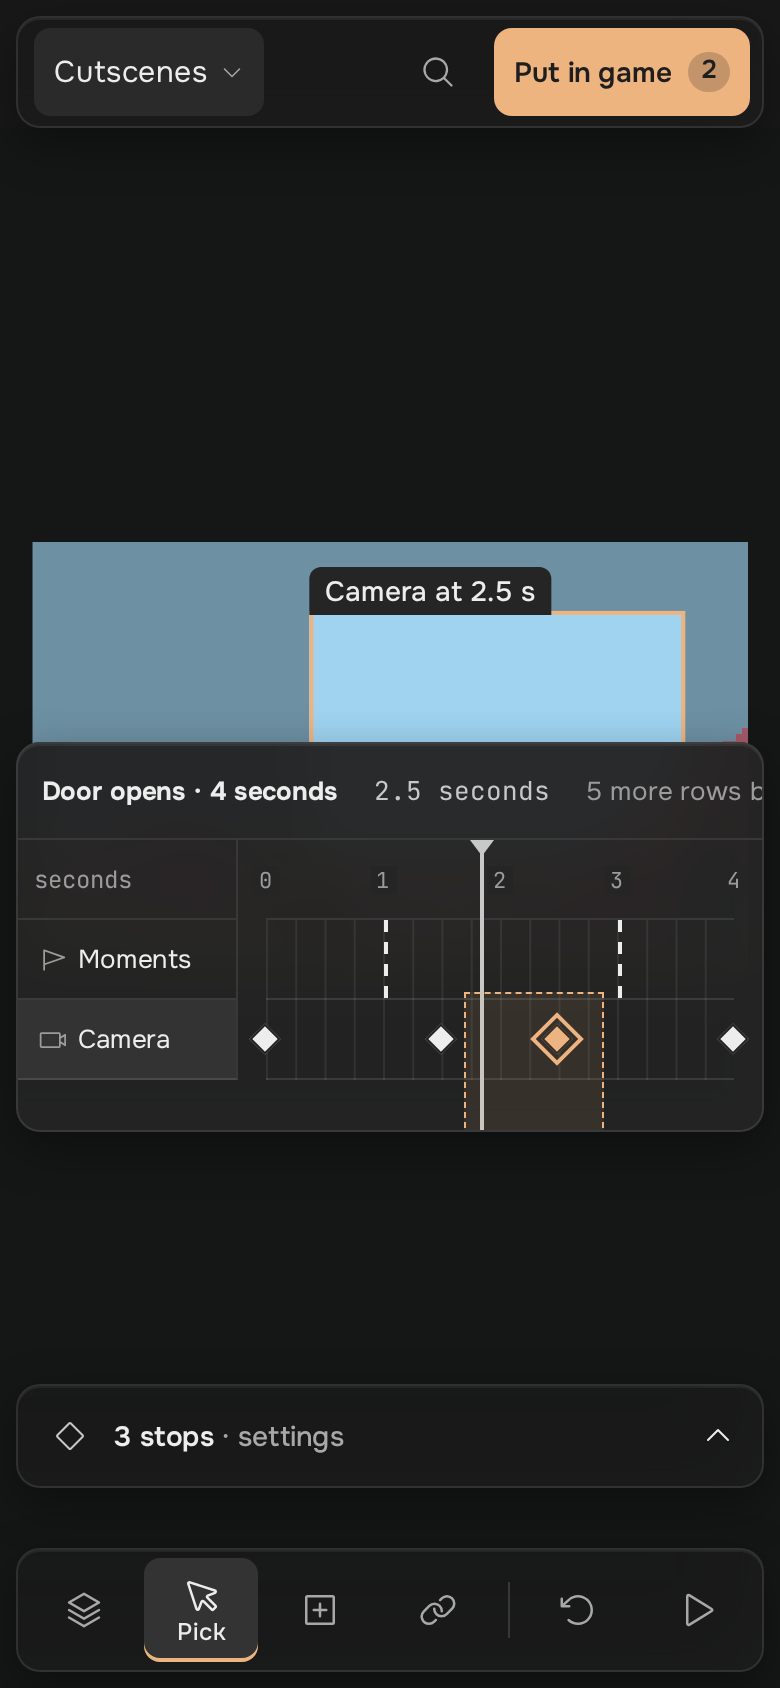 Cutscenes
Put in game 2
Camera at 2.5 s
Door opens · 4 seconds 2.5 seconds 5 more rows b
seconds 0 1 2 3 4
Moments
Camera
3 stops · settings
Pick